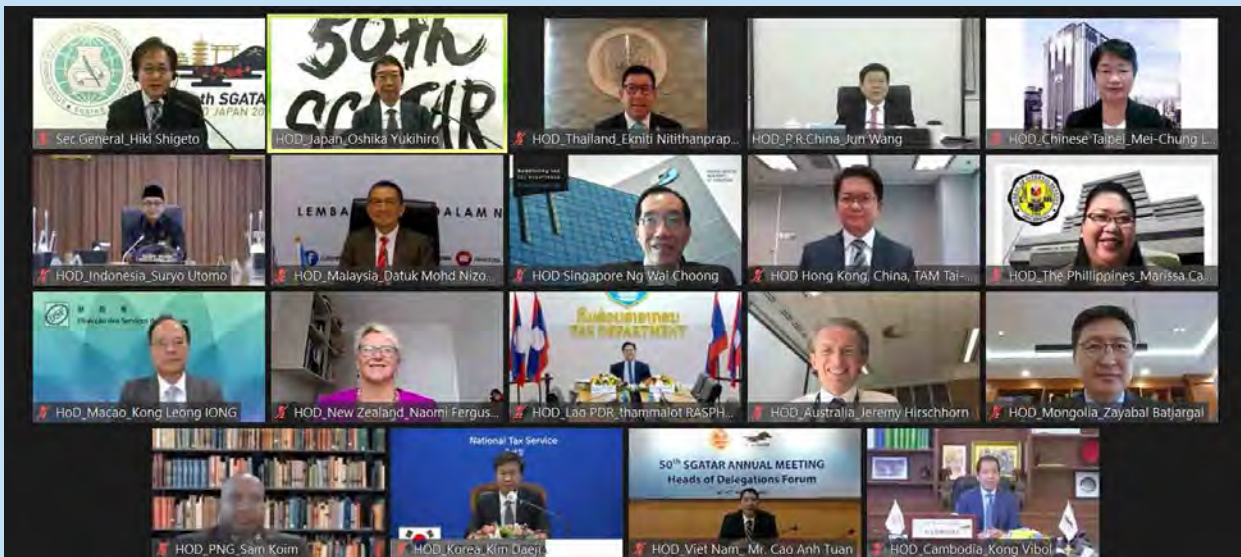 th SGATA
D JAPAN 20
Sec General_Hiki Shigeto
50th
SGATAR
HOD_Japan_Oshika Yukihiro
HOD_Thailand_Ekniti Nitithanprap...
HOD_P.R.China_Jun Wang
HOD_Chinese Taipei_Mei-Chung L...
HOD_Indonesia_Suryo Utomo
LEMBA DALAM N
HOD_Malaysia_Datuk Mohd Nizo...
HOD Singapore Ng Wai Choong
HOD Hong Kong, China, TAM Tai-...
HOD_The Phillippines_Marissa Ca...
HoD_Macao_Kong Leong IONG
HOD_New Zealand_Naomi Fergus...
TAX DEPARTMENT
HOD_Lao PDR_thammalot RASPH...
HOD_Australia_Jeremy Hirschhorn
HOD_Mongolia_Zayabal Batjargal
HOD_PNG_Sam Koim
National Tax Service
HOD_Korea_Kim Daeji
50th SGATAR ANNUAL MEETING
Heads of Delegations Forum
HOD_Viet Nam_ Mr. Cao Anh Tuan
HOD_Cambodia_Kong Vibol